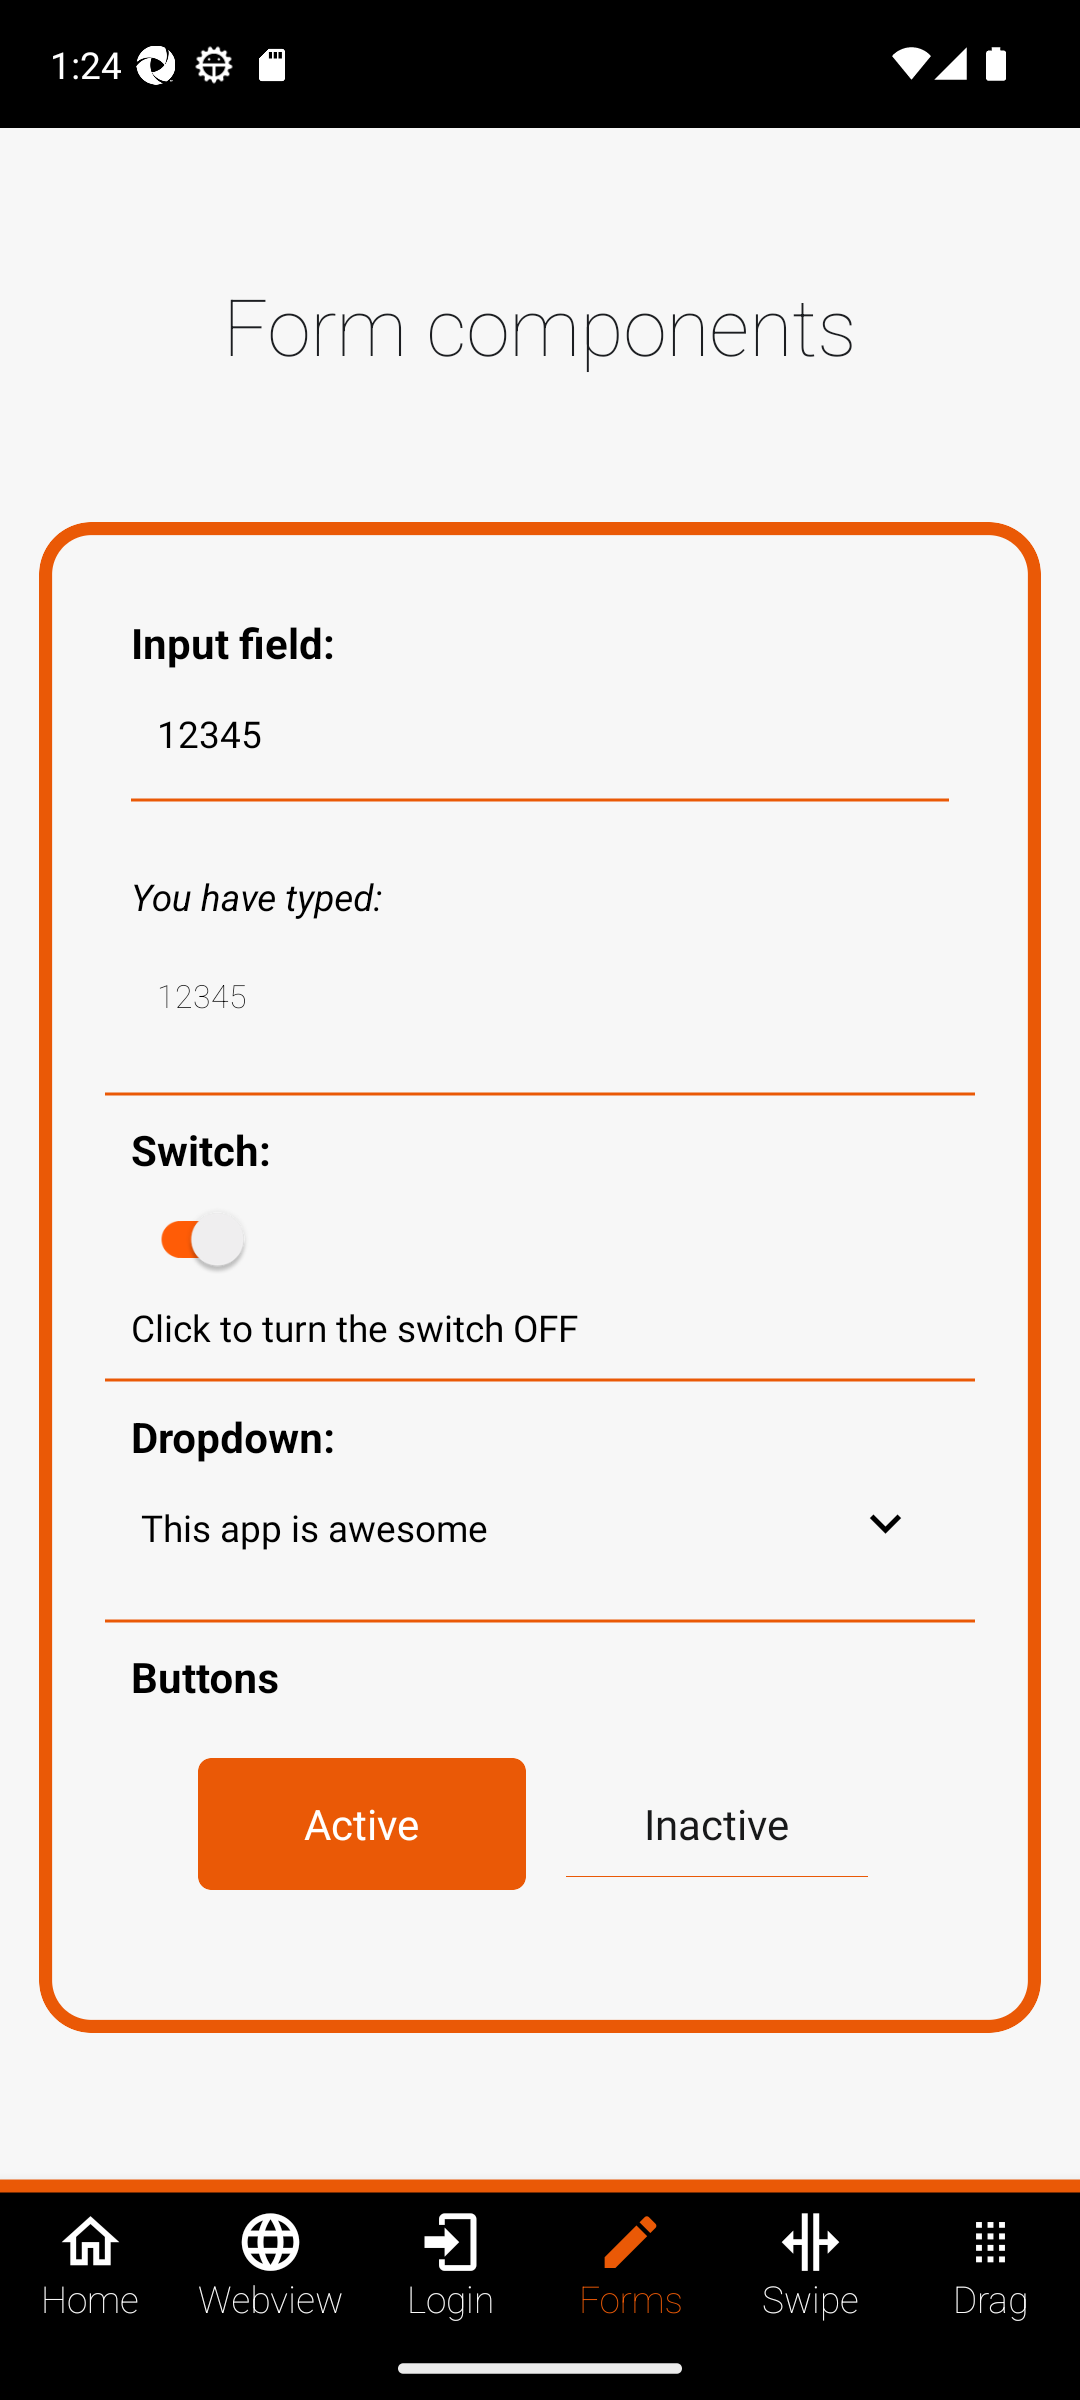 1:24
Form components
Input field:
12345
You have typed:
12345
Switch:
Click to turn the switch OFF
Dropdown:
This app is awesome
Buttons
Active Inactive
Home Webview Login Forms Swipe Drag